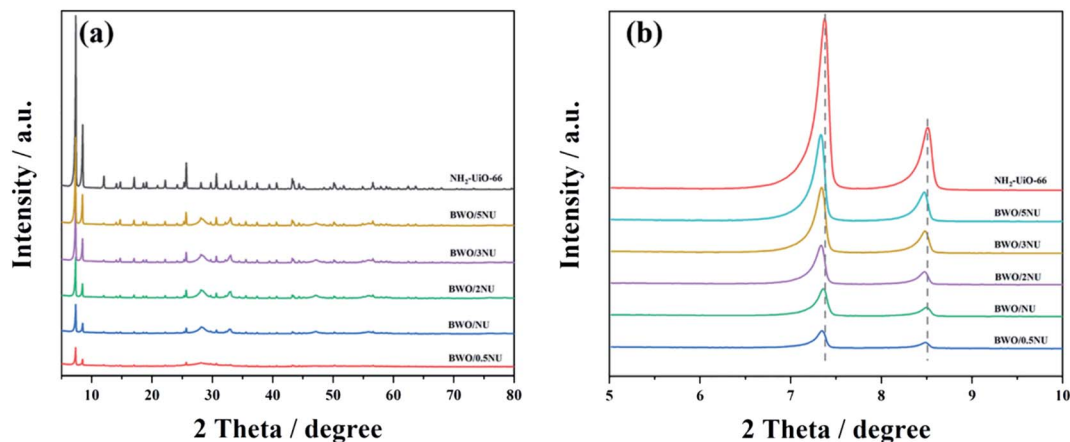 (a)
Intensity / a.u.
NH₂-UiO-66
BWO/5NU
BWO/3NU
BWO/2NU
BWO/NU
BWO/0.5NU
10 20 30 40 50 60 70 80
2 Theta / degree
(b)
Intensity / a.u.
NH₂-UiO-66
BWO/5NU
BWO/3NU
BWO/2NU
BWO/NU
BWO/0.5NU
5 6 7 8 9 10
2 Theta / degree